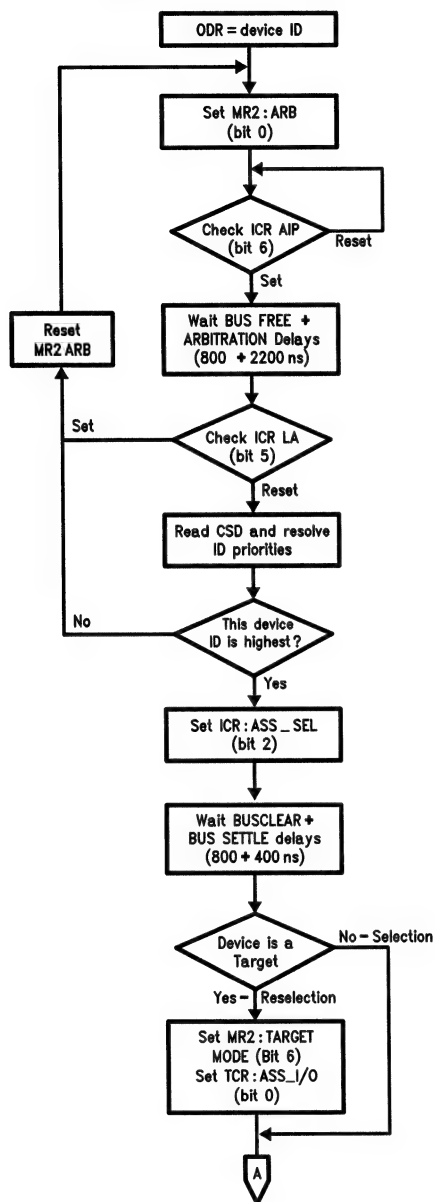 ODR = device ID
Set MR2 : ARB
(bit 0)
Check ICR AIP
(bit 6)
Reset
Set
Wait BUS FREE +
ARBITRATION Delays
(800 + 2200 ns)
Reset
MR2 ARB
Set
Check ICR LA
(bit 5)
Reset
Read CSD and resolve
ID priorities
No
This device
ID is highest?
Yes
Set ICR : ASS_SEL
(bit 2)
Wait BUSCLEAR +
BUS SETTLE delays
(800 + 400 ns)
Device is a
Target
No - Selection
Yes - Reselection
Set MR2 : TARGET
MODE (Bit 6)
Set TCR : ASS_I/O
(bit 0)
A